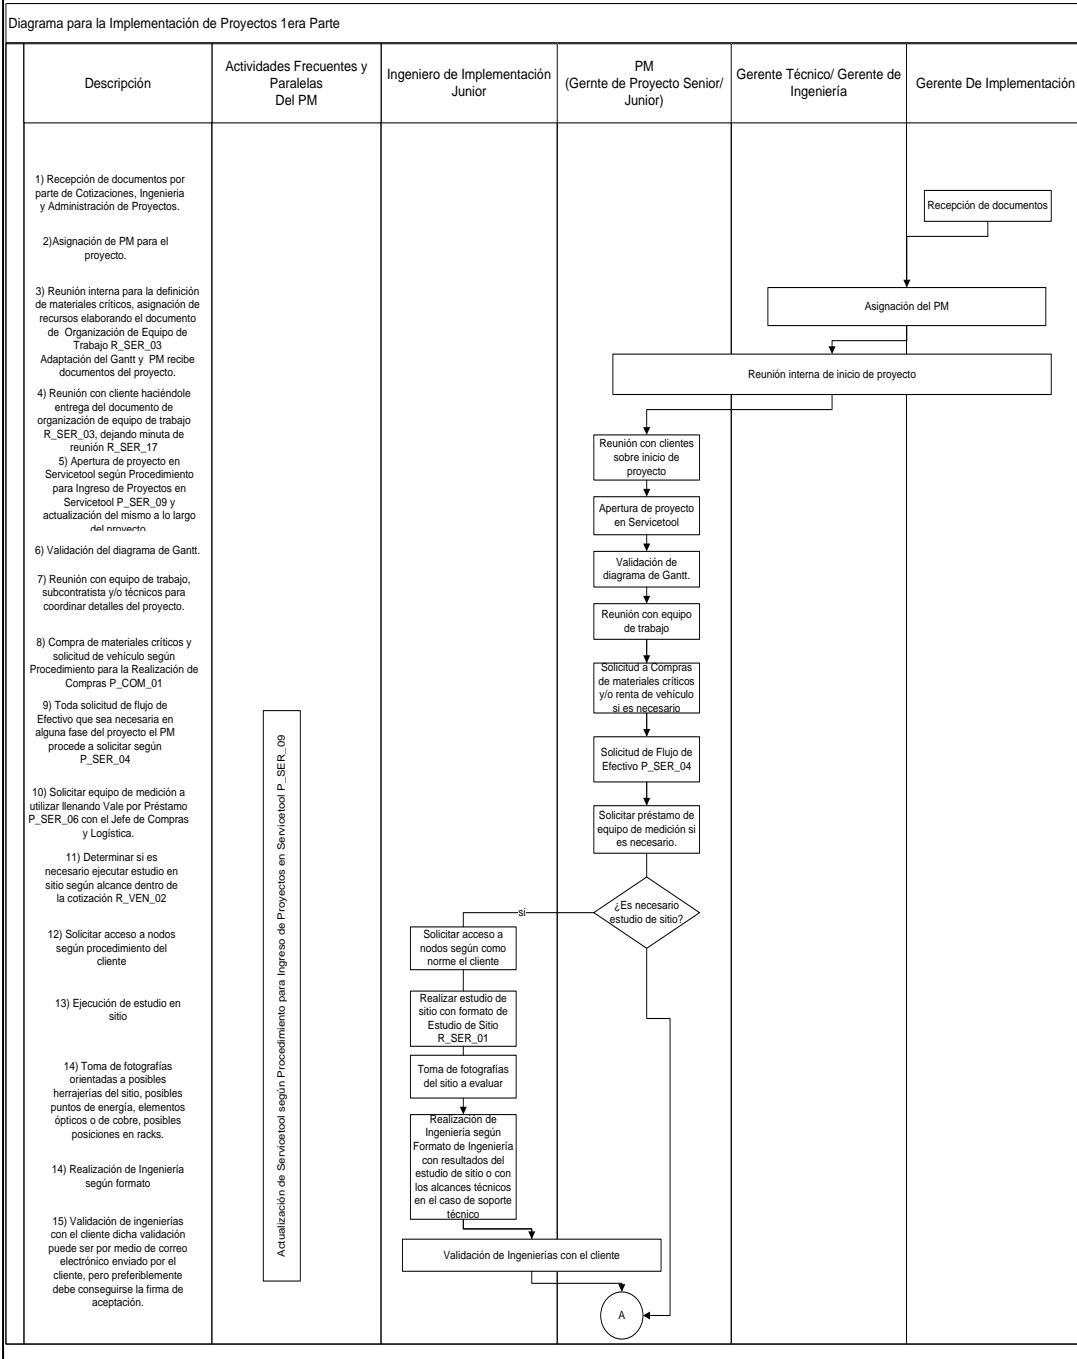 Diagrama para la Implementación de Proyectos 1era Parte
Descripción
Actividades Frecuentes y
Paralelas
Del PM
Ingeniero de Implementación
Junior
PM
(Gernte de Proyecto Senior/
Junior)
Gerente Técnico/ Gerente de
Ingeniería
Gerente De Implementación
1) Recepción de documentos por
parte de Cotizaciones, Ingenieria
y Administración de Proyectos.
2)Asignación de PM para el
proyecto.
3) Reunión interna para la definición
de materiales críticos, asignación de
recursos elaborando el documento
de Organización de Equipo de
Trabajo R_SER_03
Adaptación del Gantt y PM recibe
documentos del proyecto.
4) Reunión con cliente haciéndole
entrega del documento de
organización de equipo de trabajo
R_SER_03, dejando minuta de
reunión R_SER_17
5) Apertura de proyecto en
Servicetool según Procedimiento
para Ingreso de Proyectos en
Servicetool P_SER_09 y
actualización del mismo a lo largo
del proyecto
6) Validación del diagrama de Gantt.
7) Reunión con equipo de trabajo,
subcontratista y/o técnicos para
coordinar detalles del proyecto.
8) Compra de materiales críticos y
solicitud de vehículo según
Procedimiento para la Realización de
Compras P_COM_01
9) Toda solicitud de flujo de
Efectivo que sea necesaria en
alguna fase del proyecto el PM
procede a solicitar según
P_SER_04
10) Solicitar equipo de medición a
utilizar llenando Vale por Préstamo
P_SER_06 con el Jefe de Compras
y Logística.
11) Determinar si es
necesario ejecutar estudio en
sitio según alcance dentro de
la cotización R_VEN_02
12) Solicitar acceso a nodos
según procedimiento del
cliente
13) Ejecución de estudio en
sitio
14) Toma de fotografías
orientadas a posibles
herrajerías del sitio, posibles
puntos de energía, elementos
ópticos o de cobre, posibles
posiciones en racks.
14) Realización de Ingeniería
según formato
15) Validación de ingenierías
con el cliente dicha validación
puede ser por medio de correo
electrónico enviado por el
cliente, pero preferiblemente
debe conseguirse la firma de
aceptación.
Actualización de Servicetool según Procedimiento para Ingreso de Proyectos en Servicetool P_SER_09
Recepción de documentos
Asignación del PM
Reunión interna de inicio de proyecto
Reunión con clientes
sobre inicio de
proyecto
Apertura de proyecto
en Servicetool
Validación de
diagrama de Gantt.
Reunión con equipo
de trabajo
Solicitud a Compras
de materiales críticos
y/o renta de vehículo
si es necesario
Solicitud de Flujo de
Efectivo P_SER_04
Solicitar préstamo de
equipo de medición si
es necesario.
¿Es necesario
estudio de sitio?
si
Solicitar acceso a
nodos según como
norme el cliente
Realizar estudio de
sitio con formato de
Estudio de Sitio
R_SER_01
Toma de fotografías
del sitio a evaluar
Realización de
Ingeniería según
Formato de Ingeniería
con resultados del
estudio de sitio o con
los alcances técnicos
en el caso de soporte
técnico
Validación de Ingenierías con el cliente
A